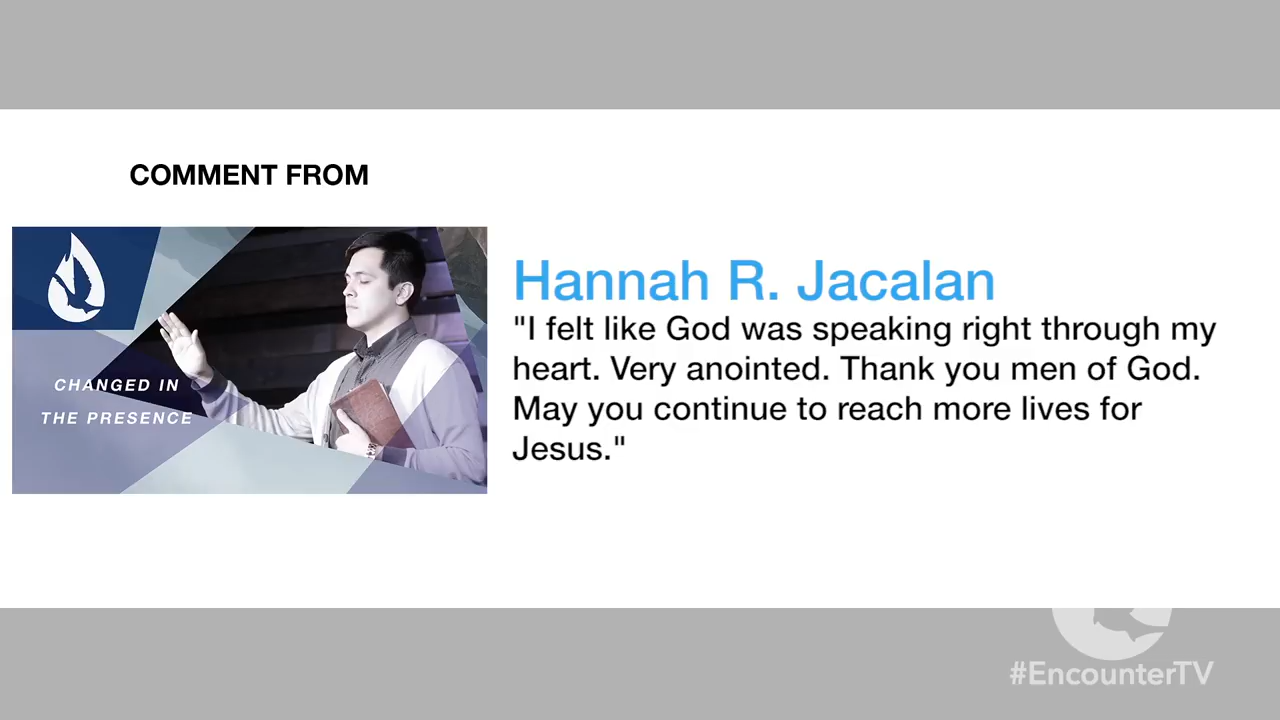 COMMENT FROM
CHANGED IN
THE PRESENCE
Hannah R. Jacalan
"I felt like God was speaking right through my
heart. Very anointed. Thank you men of God.
May you continue to reach more lives for
Jesus."
#EncounterTV